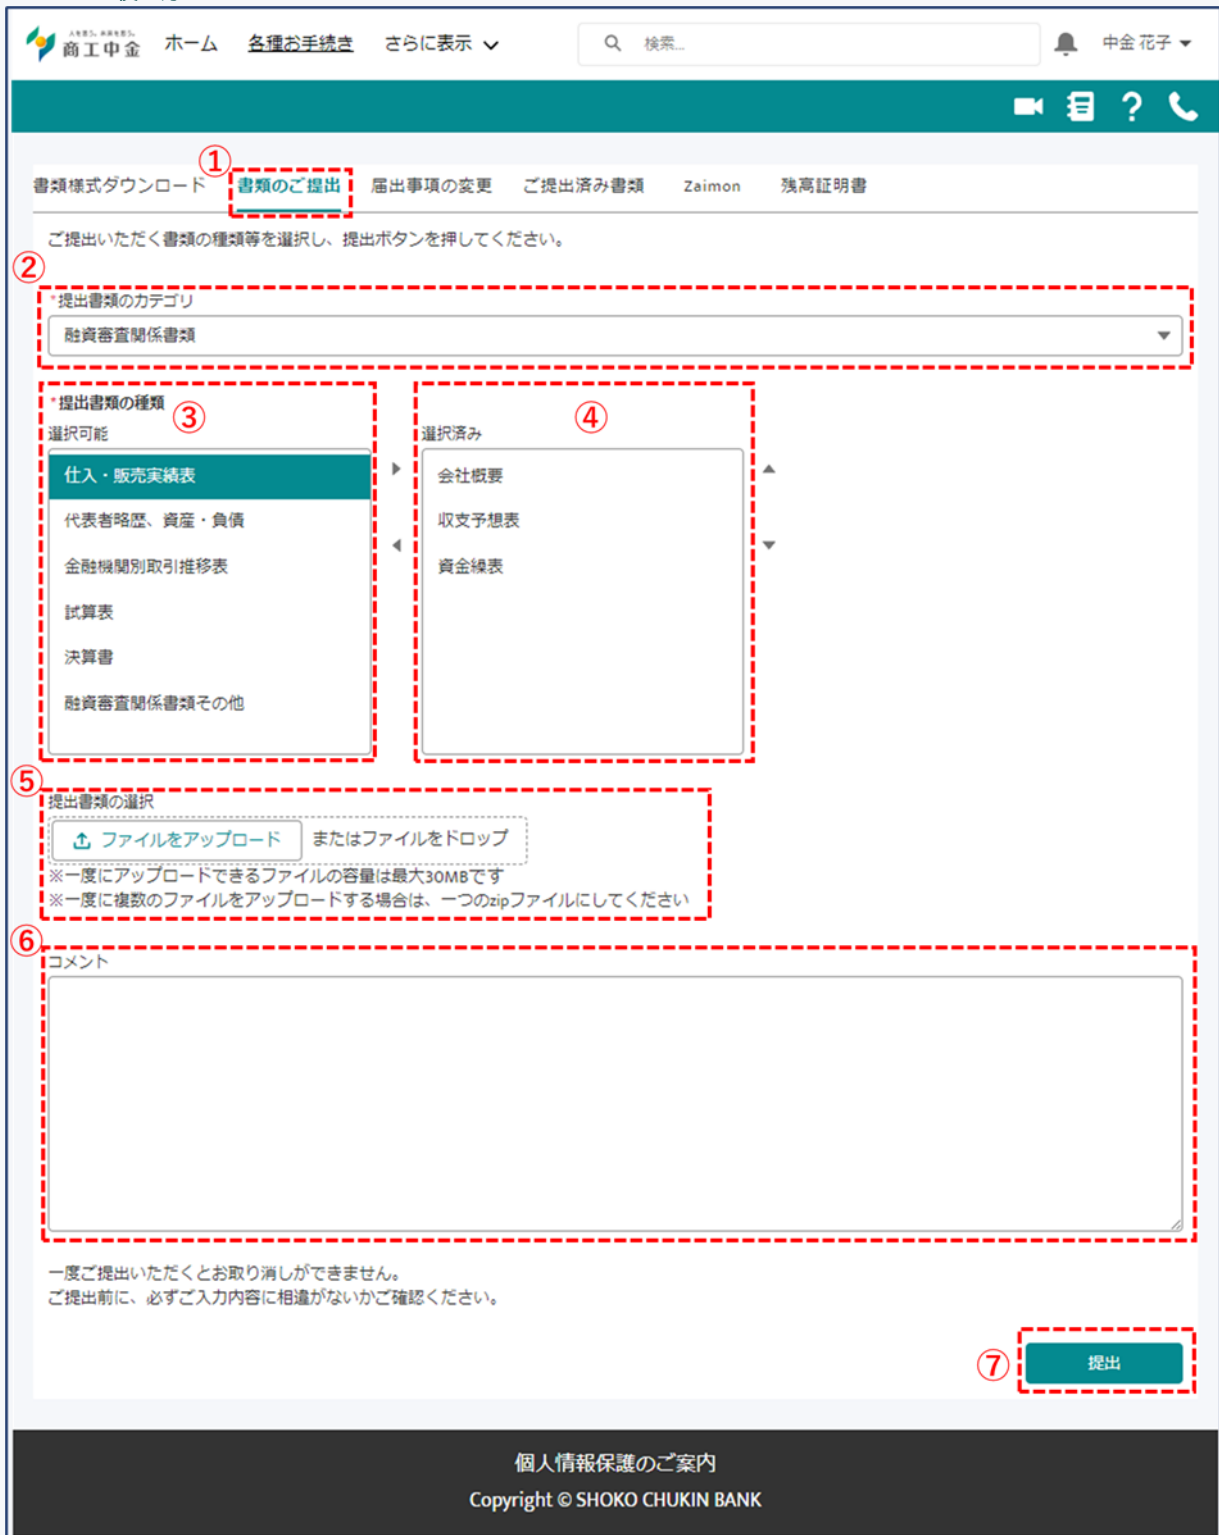 人を思う。未来を思う。
商工中金 ホーム 各種お手続き さらに表示 検索... 中金 花子
①
書類様式ダウンロード 書類のご提出 届出事項の変更 ご提出済み書類 Zaimon 残高証明書
ご提出いただく書類の種類等を選択し、提出ボタンを押してください。
②
*提出書類のカテゴリ
融資審査関係書類
*提出書類の種類
③ ④
選択可能 選択済み
仕入・販売実績表 会社概要
代表者略歴、資産・負債 収支予想表
金融機関別取引推移表 資金繰表
試算表
決算書
融資審査関係書類その他
⑤
提出書類の選択
ファイルをアップロード またはファイルをドロップ
※一度にアップロードできるファイルの容量は最大30MBです
※一度に複数のファイルをアップロードする場合は、一つのzipファイルにしてください
⑥
コメント
一度ご提出いただくとお取り消しができません。
ご提出前に、必ずご入力内容に相違がないかご確認ください。
⑦ 提出
個人情報保護のご案内
Copyright © SHOKO CHUKIN BANK